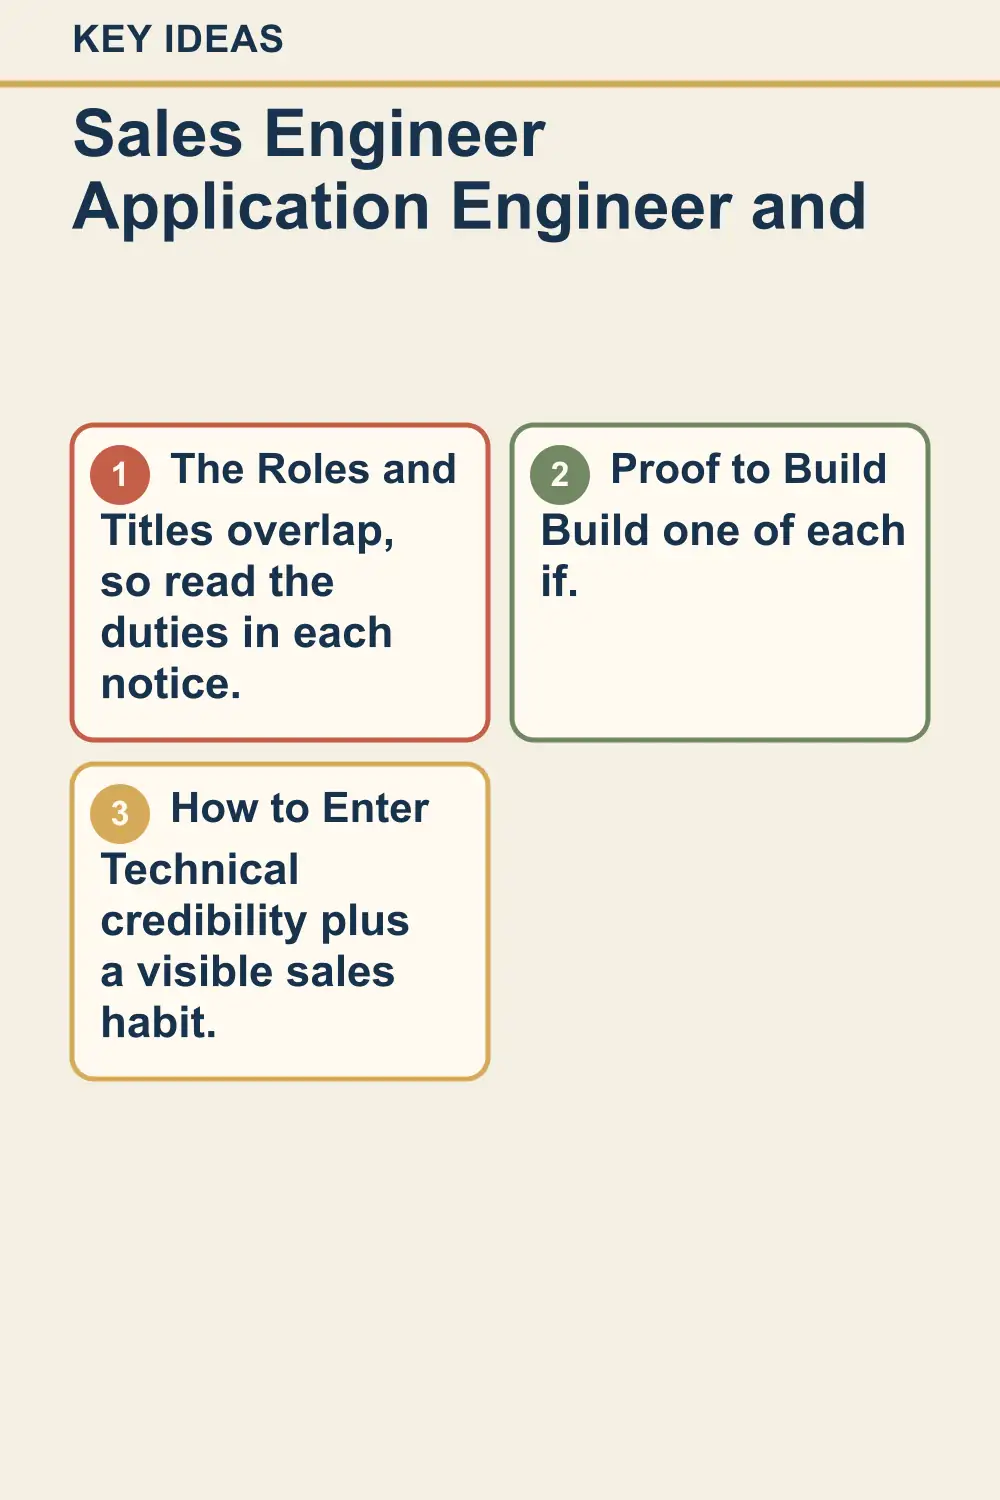 KEY IDEAS
Sales Engineer
Application Engineer and
1 The Roles and
Titles overlap,
so read the
duties in each
notice.
2 Proof to Build
Build one of each
if.
3 How to Enter
Technical
credibility plus
a visible sales
habit.